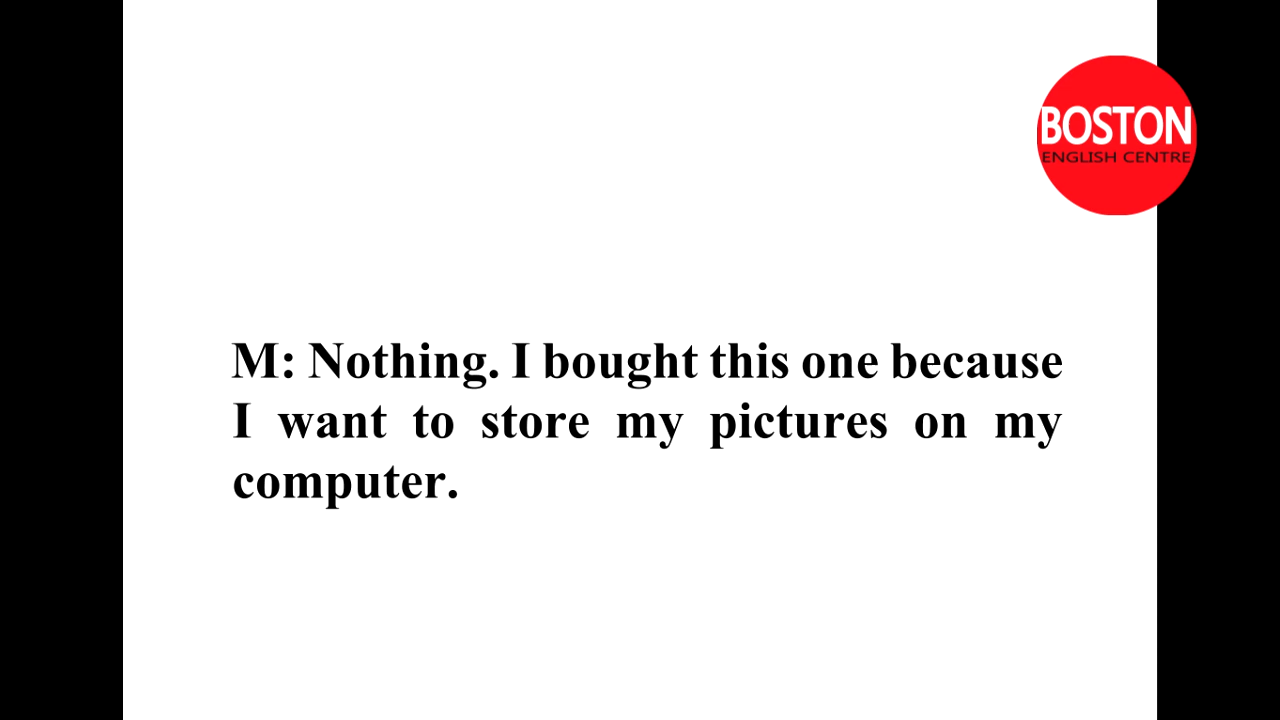 BOSTON
ENGLISH CENTRE
M: Nothing. I bought this one because
I want to store my pictures on my
computer.